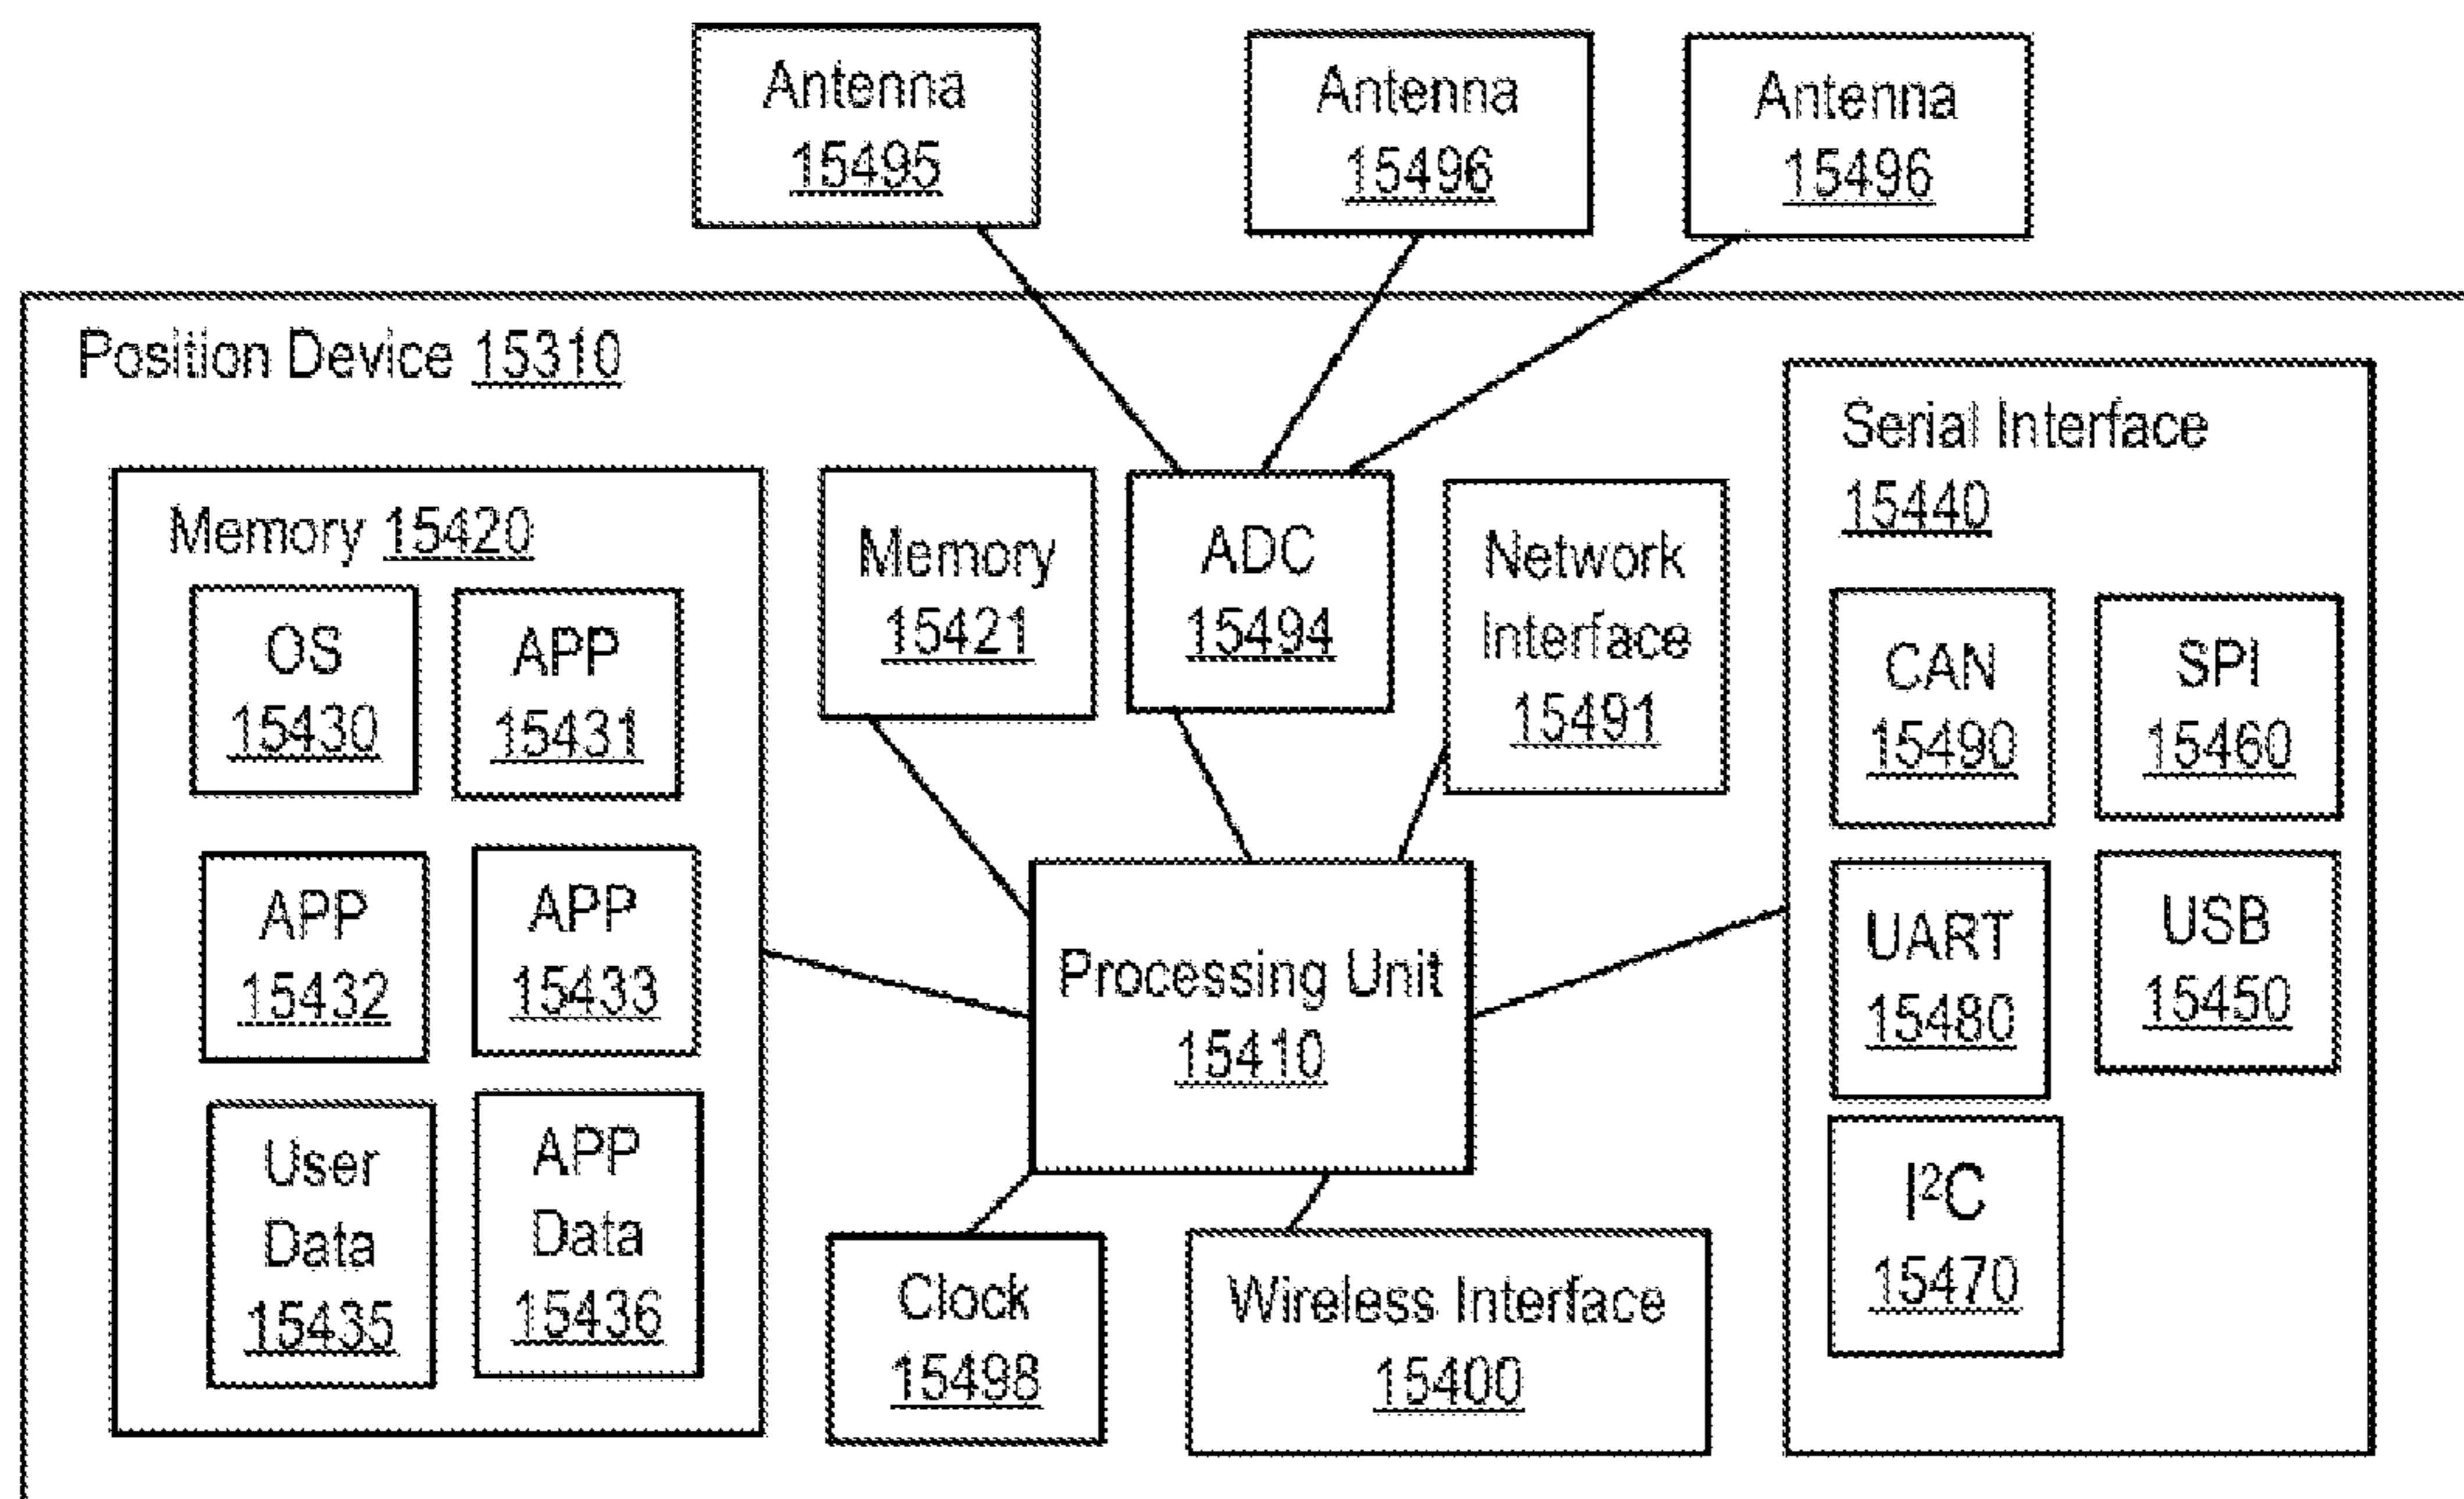 Antenna
15495
Antenna
15496
Antenna
15496
Position Device 15310
Memory 15420
OS
15430
APP
15431
APP
15432
APP
15433
User
Data
15435
APP
Data
15436
Memory
15421
ADC
15494
Network
Interface
15491
Processing Unit
15410
Clock
15498
Wireless Interface
15400
Serial Interface
15440
CAN
15490
SPI
15460
UART
15480
USB
15450
I²C
15470